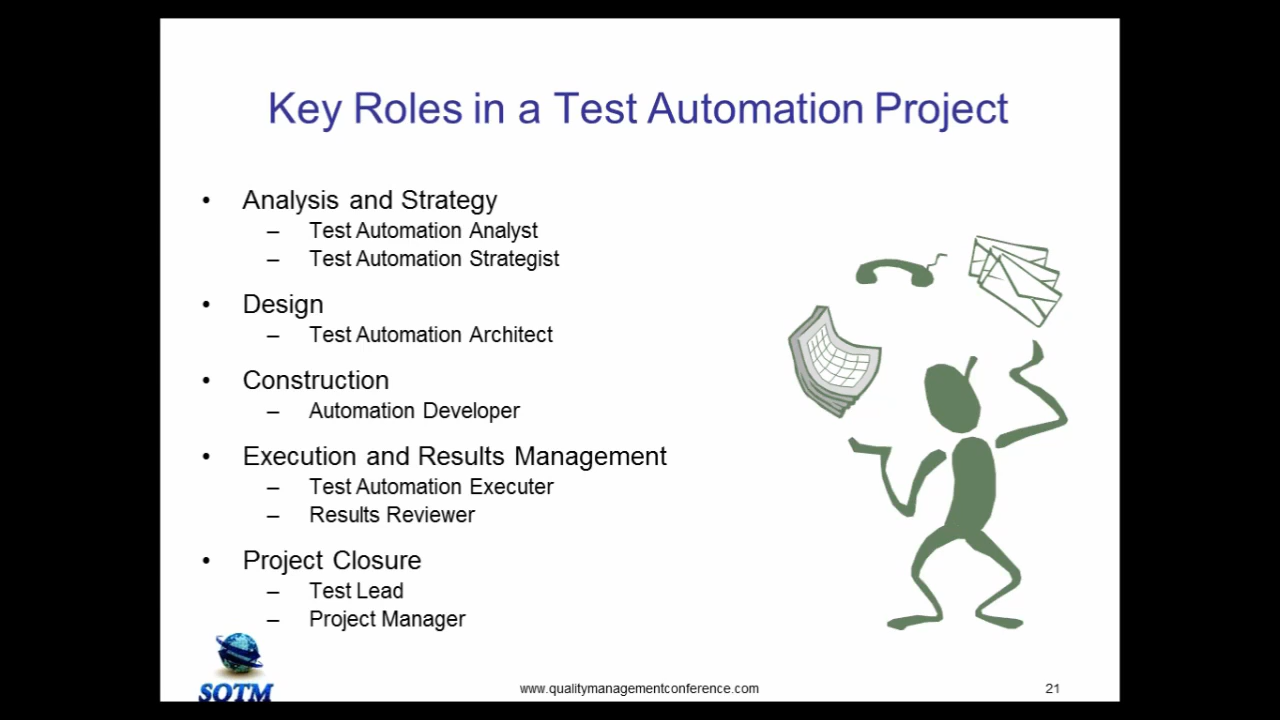 Key Roles in a Test Automation Project
• Analysis and Strategy
– Test Automation Analyst
– Test Automation Strategist
• Design
– Test Automation Architect
• Construction
– Automation Developer
• Execution and Results Management
– Test Automation Executer
– Results Reviewer
• Project Closure
– Test Lead
– Project Manager
SOTM
www.qualitymanagementconference.com
21